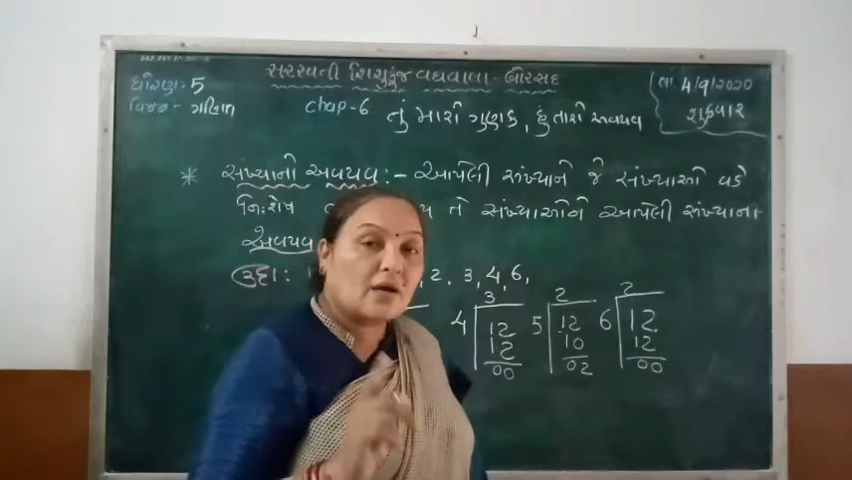 સરસ્વતી શિશુકુંજ વઘવાલા - બોરસદ
ધોરણ : 5
વિષય - ગણિત
તા. 4/9/2020
શુક્રવાર
chap-6 તું મારો ગુણક, હું તારો અવયવ
* સંખ્યાનો અવયવ :- આપેલી સંખ્યાને જે સંખ્યાઓ વડે
નિઃશેષ તે સંખ્યાઓને આપેલી સંખ્યાના
અવયવ
ઉદા : 2, 3, 4, 6,
3 2 2
4 12 5 12 6 12
12 10 12
00 02 00